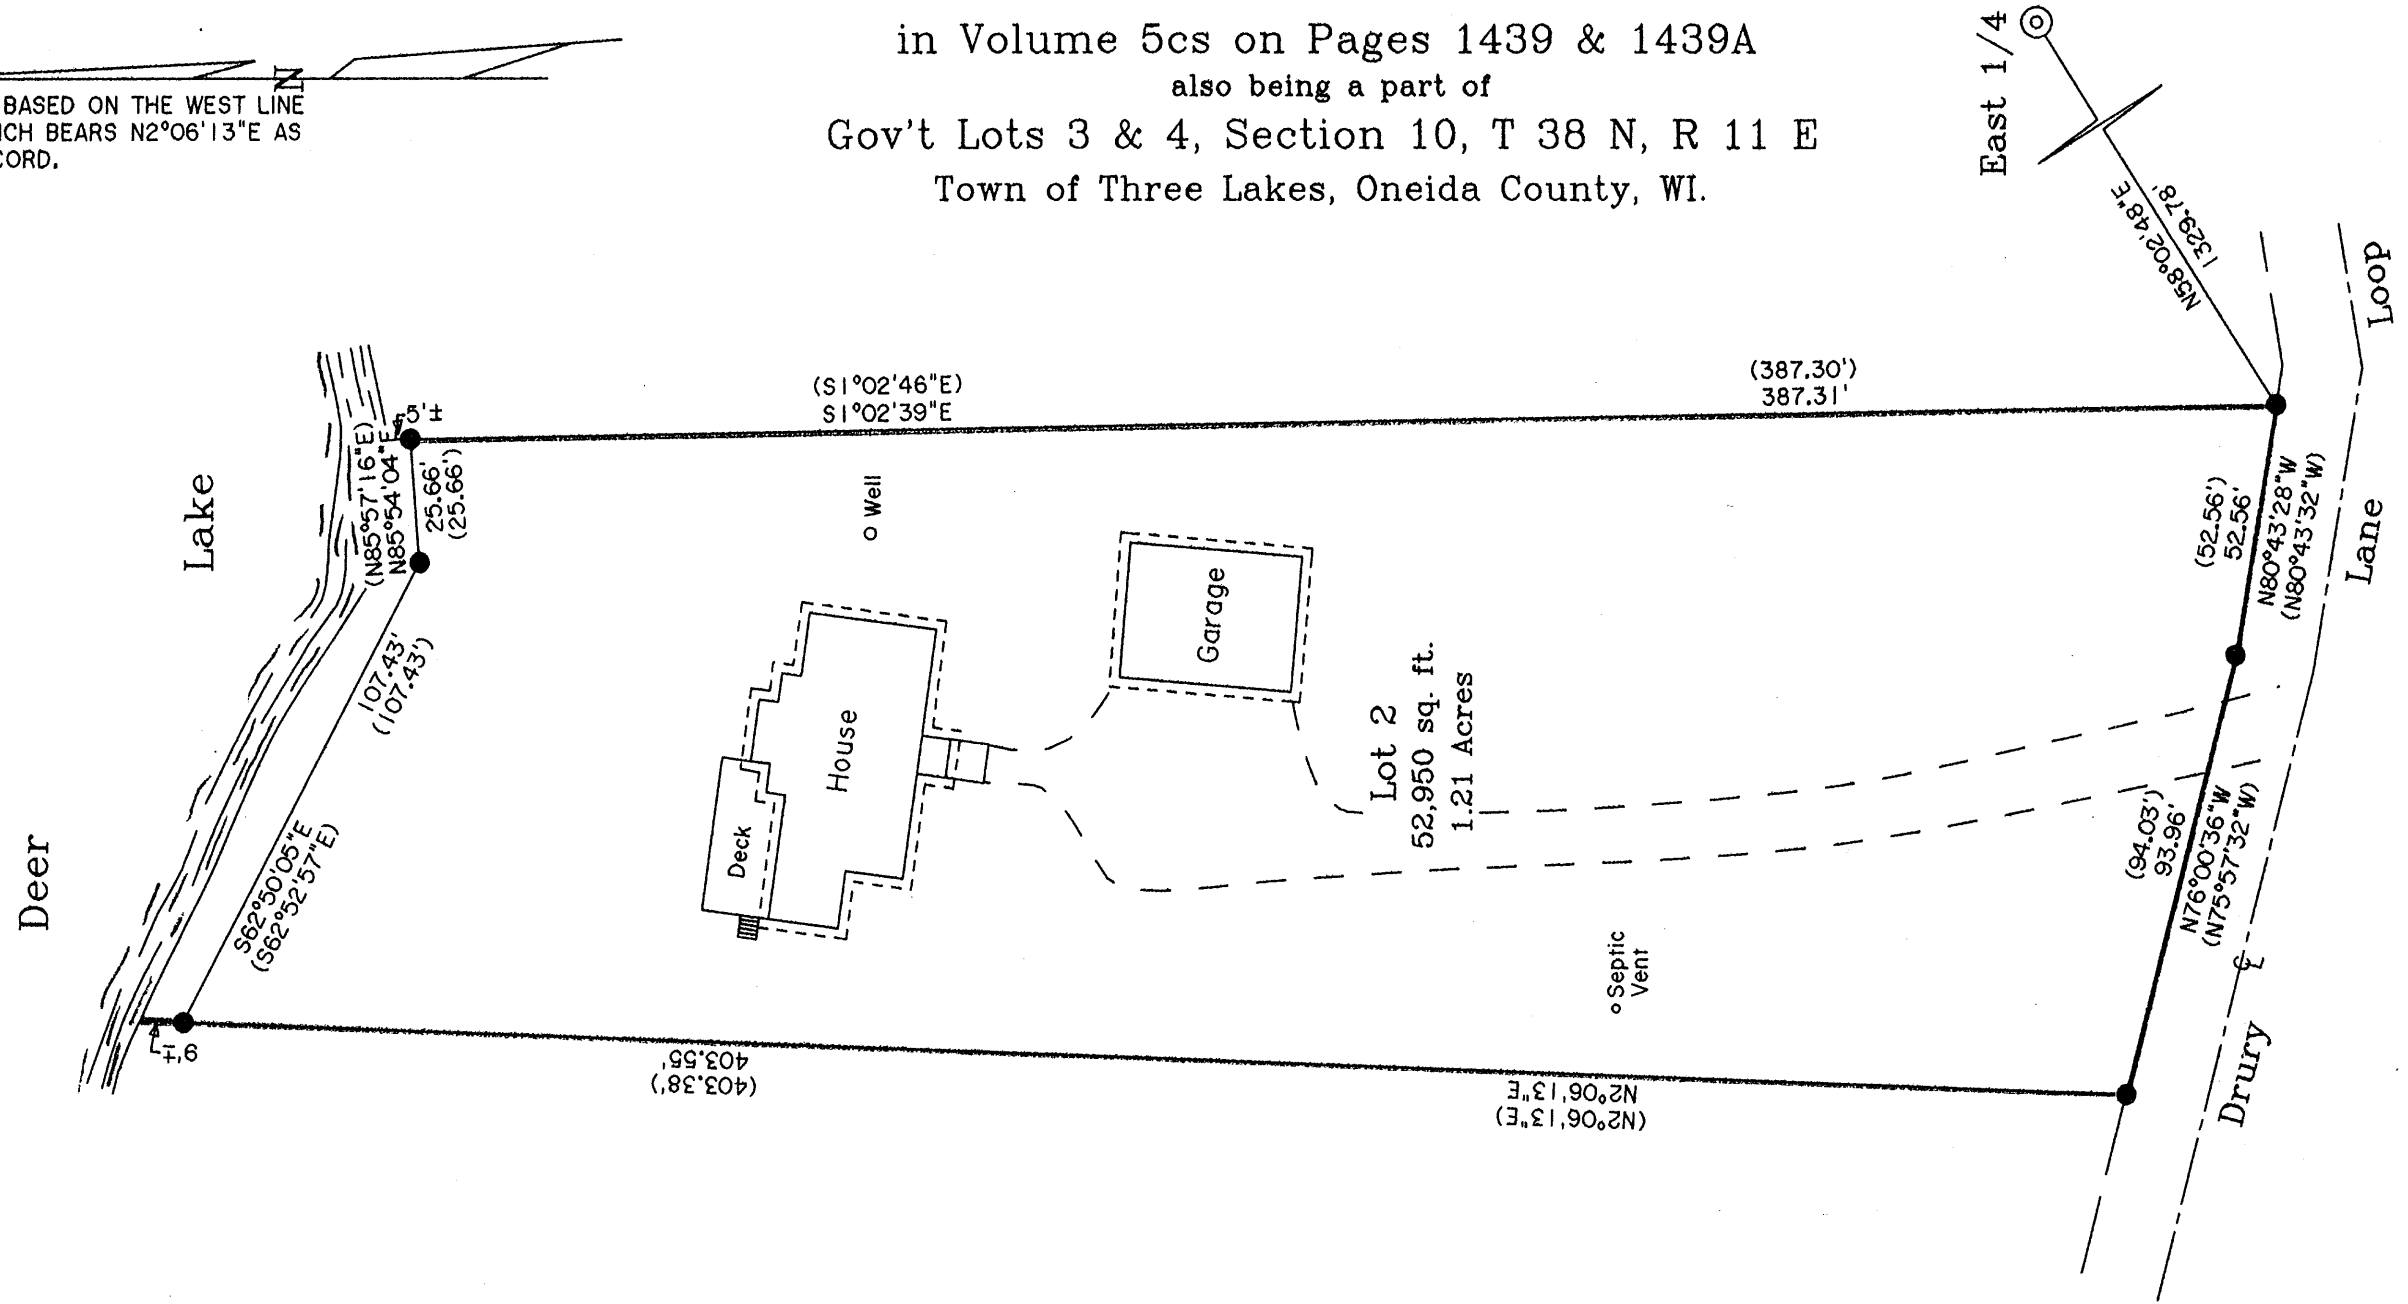 in Volume 5cs on Pages 1439 & 1439A
also being a part of
Gov't Lots 3 & 4, Section 10, T 38 N, R 11 E
Town of Three Lakes, Oneida County, WI.
N
BASED ON THE WEST LINE
ICH BEARS N2°06'13"E AS
CORD.
East 1/4
N58°02'48"E
1329.78'
Loop
Lane
Drury
℄
Deer
Lake
5'±
(S1°02'46"E)
S1°02'39"E
(387.30')
387.31'
(N85°57'16"E)
N85°54'04"E
25.66'
(25.66')
107.43'
(107.43')
S62°50'05"E
(S62°52'57"E)
(52.56')
52.56'
N80°43'28"W
(N80°43'32"W)
(94.03')
93.96'
N76°00'36"W
(N75°57'32"W)
Well
Garage
House
Deck
Lot 2
52,950 sq. ft.
1.21 Acres
Septic
Vent
9'±
403.55'
(403.38')
N2°06'13"E
(N2°06'13"E)